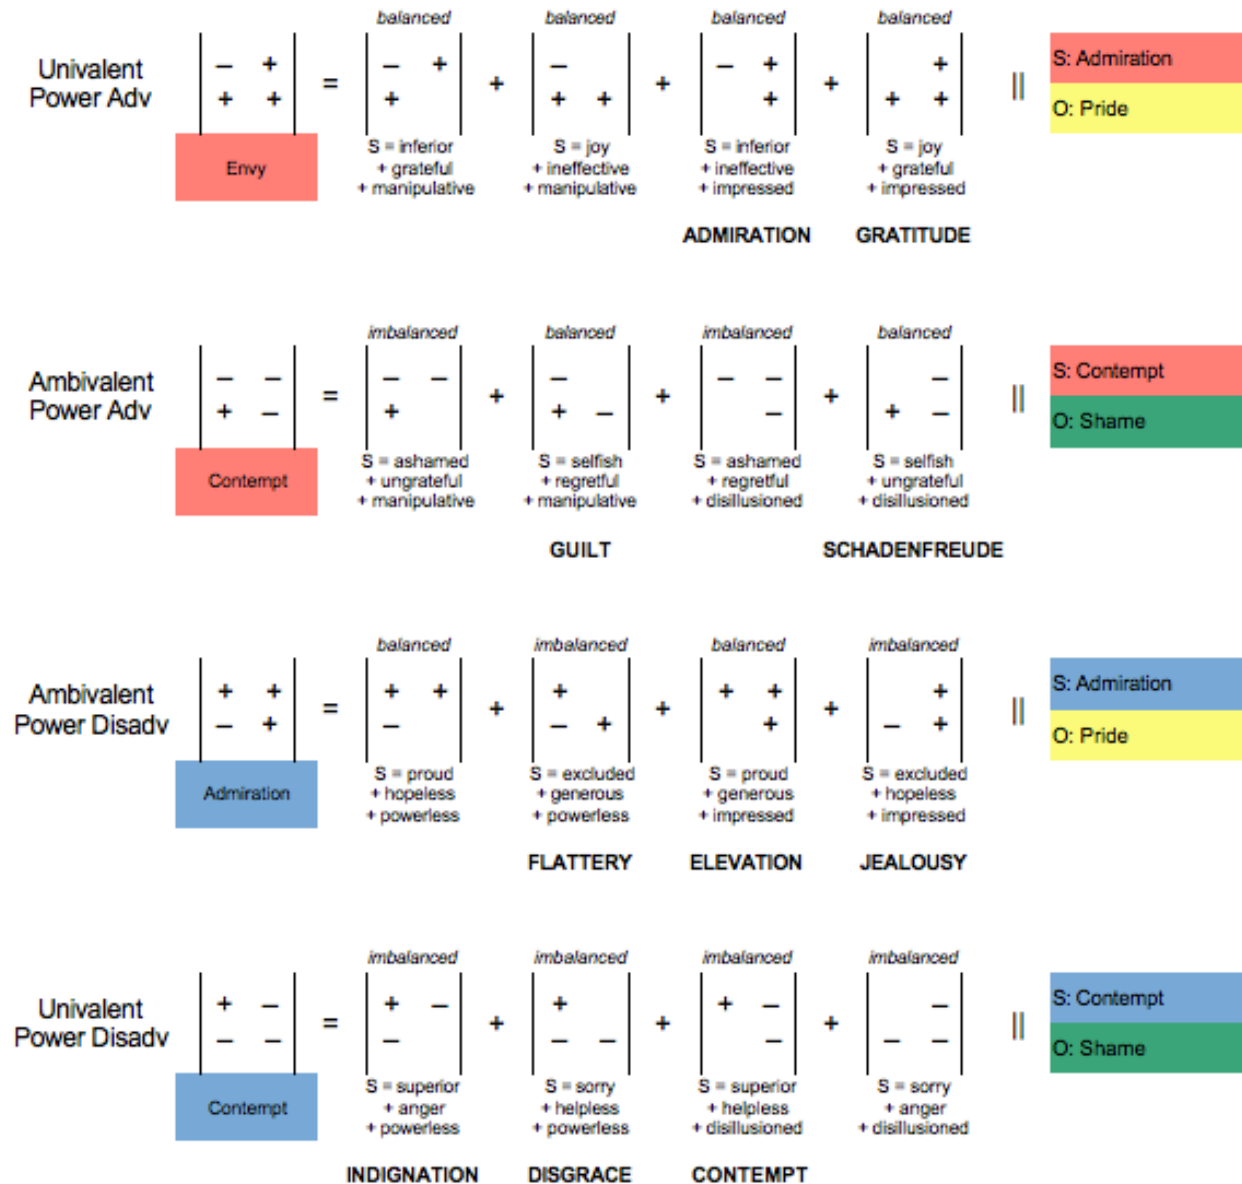 balanced balanced balanced balanced
Univalent
Power Adv
– + = – + + – + – + + + || S: Admiration
+ + + + + + + + O: Pride
Envy
S = inferior S = joy S = inferior S = joy
+ grateful + ineffective + ineffective + grateful
+ manipulative + manipulative + impressed + impressed
ADMIRATION GRATITUDE
imbalanced balanced imbalanced balanced
Ambivalent
Power Adv
– – = – – + – + – – + – || S: Contempt
+ – + + – – + – O: Shame
Contempt
S = ashamed S = selfish S = ashamed S = selfish
+ ungrateful + regretful + regretful + ungrateful
+ manipulative + manipulative + disillusioned + disillusioned
GUILT SCHADENFREUDE
balanced imbalanced balanced imbalanced
Ambivalent
Power Disadv
+ + = + + + + + + + + + || S: Admiration
– + – – + + – + O: Pride
Admiration
S = proud S = excluded S = proud S = excluded
+ hopeless + generous + generous + hopeless
+ powerless + powerless + impressed + impressed
FLATTERY ELEVATION JEALOUSY
imbalanced imbalanced imbalanced imbalanced
Univalent
Power Disadv
+ – = + – + + + + – + – || S: Contempt
– – – – – – – – O: Shame
Contempt
S = superior S = sorry S = superior S = sorry
+ anger + helpless + helpless + anger
+ powerless + powerless + disillusioned + disillusioned
INDIGNATION DISGRACE CONTEMPT